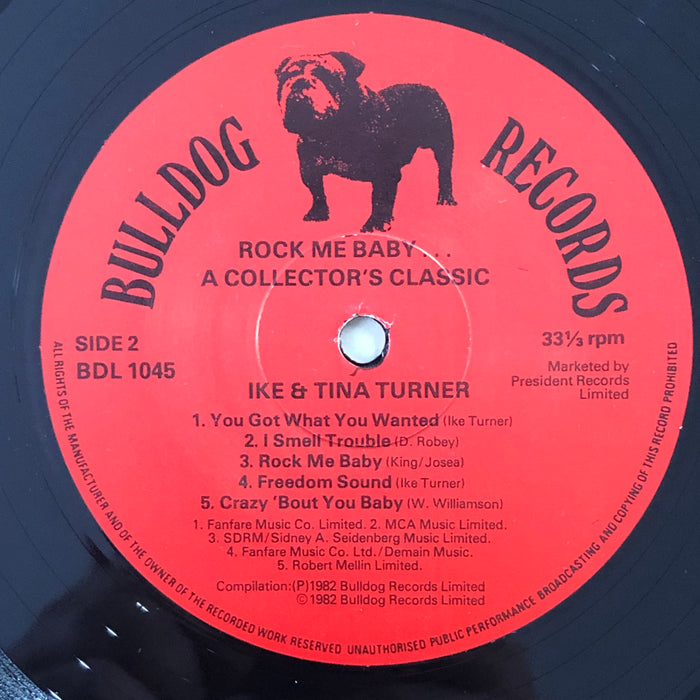 BULLDOG RECORDS
ROCK ME BABY...
A COLLECTOR'S CLASSIC
SIDE 2
BDL 1045
33⅓ rpm
Marketed by
President Records
Limited
IKE & TINA TURNER
1. You Got What You Wanted (Ike Turner)
2. I Smell Trouble (D. Robey)
3. Rock Me Baby (King/Josea)
4. Freedom Sound (Ike Turner)
5. Crazy 'Bout You Baby (W. Williamson)
1. Fanfare Music Co. Limited. 2. MCA Music Limited.
3. SDRM/Sidney A. Seidenberg Music Limited.
4. Fanfare Music Co. Ltd./Demain Music.
5. Robert Mellin Limited.
Compilation:(P)1982 Bulldog Records Limited
©1982 Bulldog Records Limited
ALL RIGHTS OF THE MANUFACTURER AND OF THE OWNER OF THE RECORDED WORK RESERVED UNAUTHORISED PUBLIC PERFORMANCE BROADCASTING AND COPYING OF THIS RECORD PROHIBITED